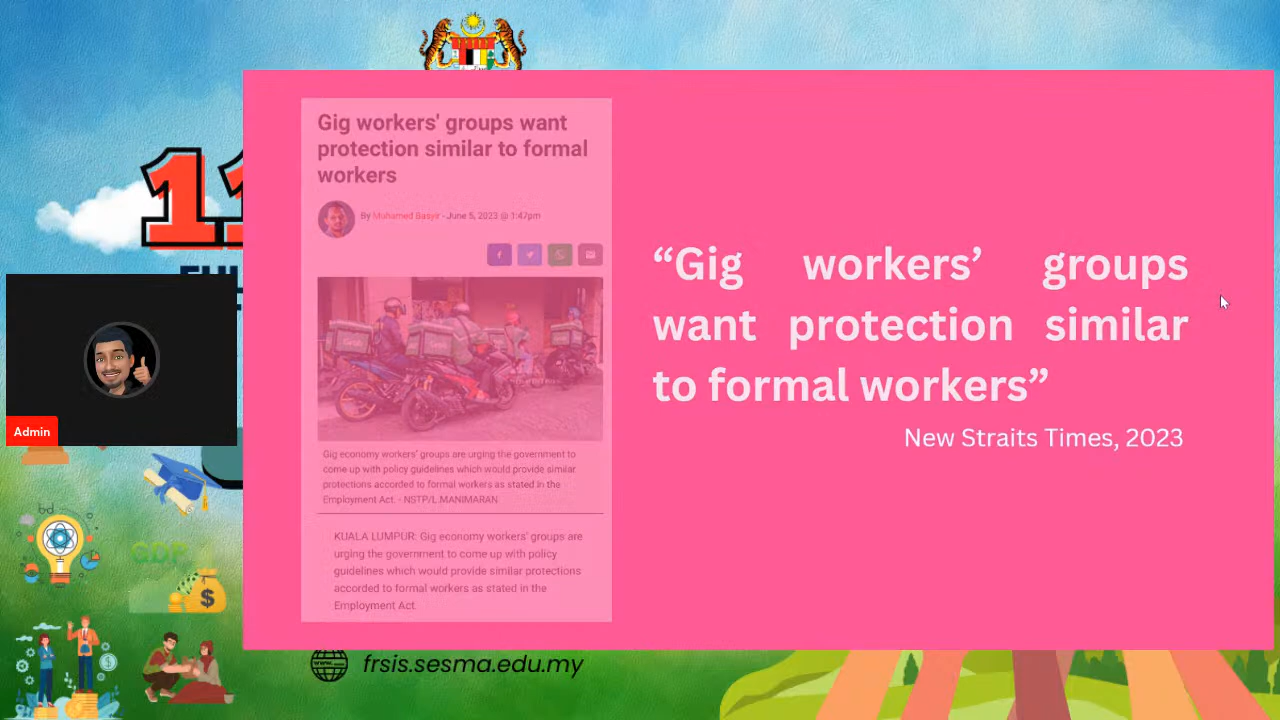 Gig workers' groups want
protection similar to formal
workers
By Muhamed Basyir - June 5, 2023 @ 1:47pm
Gig economy workers' groups are urging the government to
come up with policy guidelines which would provide similar
protections accorded to formal workers as stated in the
Employment Act. - NSTP/L.MANIMARAN
KUALA LUMPUR: Gig economy workers' groups are
urging the government to come up with policy
guidelines which would provide similar protections
accorded to formal workers as stated in the
Employment Act.
“Gig workers’ groups
want protection similar
to formal workers”
New Straits Times, 2023
Admin
GDP
$
www.
frsis.sesma.edu.my